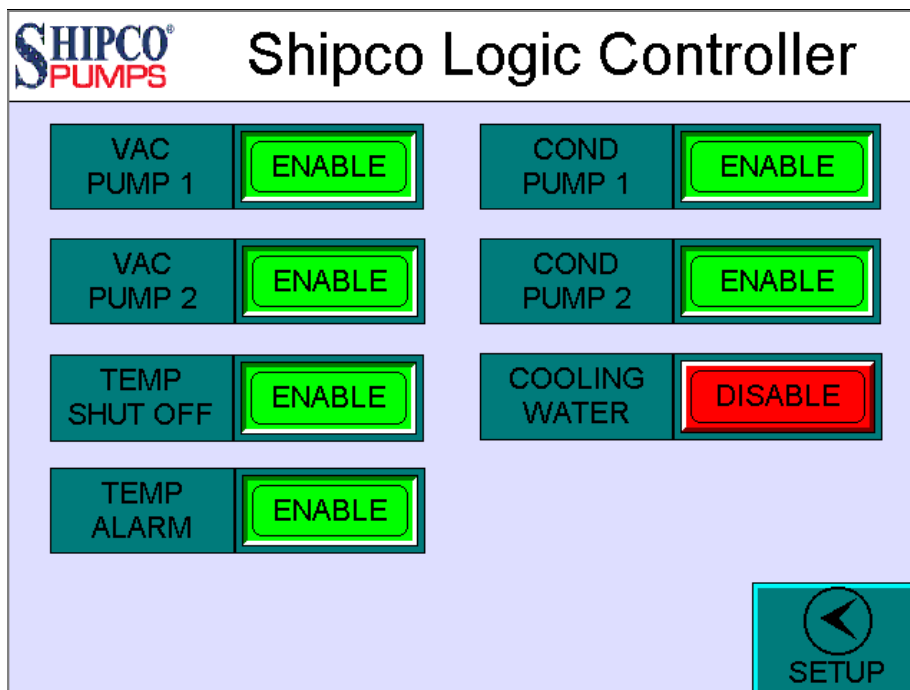 SHIPCO®
PUMPS
Shipco Logic Controller
VAC
PUMP 1
ENABLE
COND
PUMP 1
ENABLE
VAC
PUMP 2
ENABLE
COND
PUMP 2
ENABLE
TEMP
SHUT OFF
ENABLE
COOLING
WATER
DISABLE
TEMP
ALARM
ENABLE
SETUP